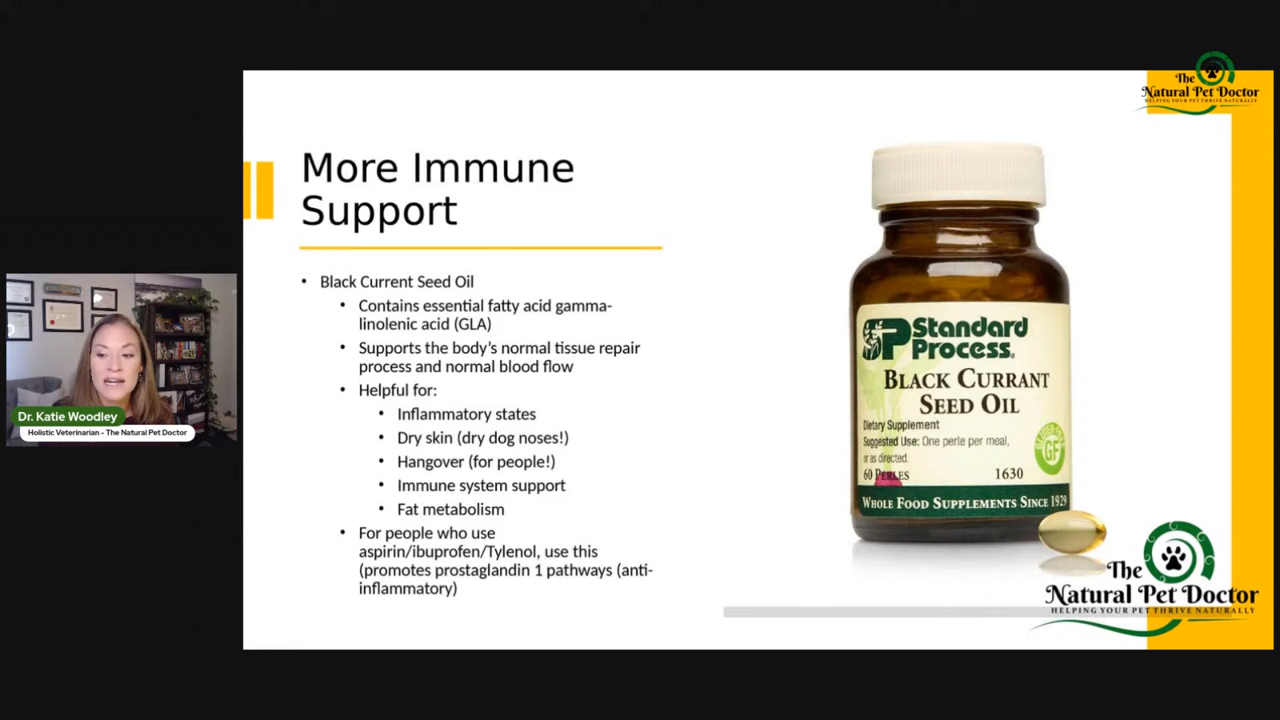 The
Natural Pet Doctor
HELPING YOUR PET THRIVE NATURALLY
More Immune
Support
• Black Current Seed Oil
• Contains essential fatty acid gamma-
linolenic acid (GLA)
• Supports the body’s normal tissue repair
process and normal blood flow
• Helpful for:
• Inflammatory states
• Dry skin (dry dog noses!)
• Hangover (for people!)
• Immune system support
• Fat metabolism
• For people who use
aspirin/ibuprofen/Tylenol, use this
(promotes prostaglandin 1 pathways (anti-
inflammatory)
SP Standard
Process.
BLACK CURRANT
SEED OIL
Dietary Supplement
Suggested Use: One perle per meal,
or as directed.
60 PERLES 1630
GF
WHOLE FOOD SUPPLEMENTS SINCE 1929
Dr. Katie Woodley
Holistic Veterinarian - The Natural Pet Doctor
The
Natural Pet Doctor
HELPING YOUR PET THRIVE NATURALLY